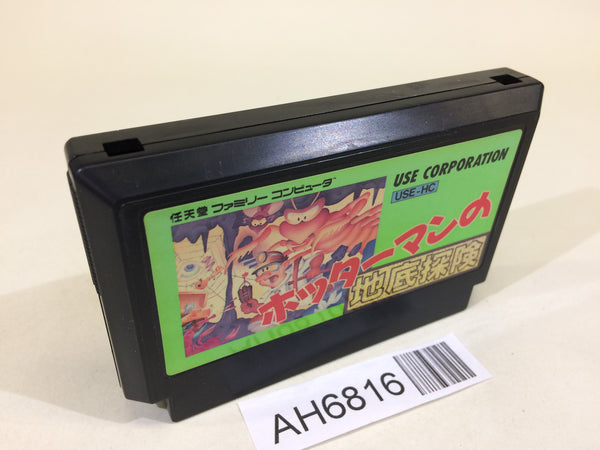 任天堂 ファミリー コンピュータ
USE CORPORATION
USE-HC
ホッターマンの
地底探険
AH6816